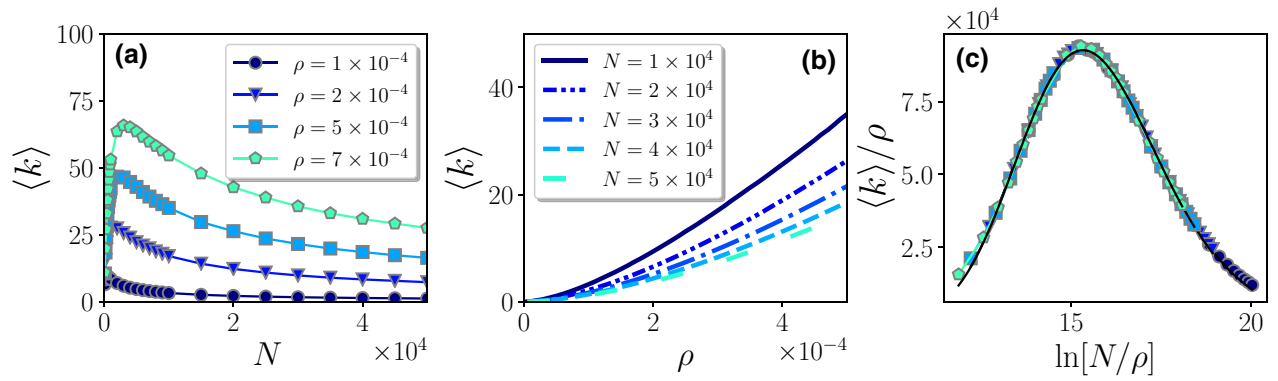 (a)
⟨k⟩
100
75
50
25
0
ρ = 1 × 10⁻⁴
ρ = 2 × 10⁻⁴
ρ = 5 × 10⁻⁴
ρ = 7 × 10⁻⁴
0 2 4
N
×10⁴
(b)
⟨k⟩
40
20
0
N = 1 × 10⁴
N = 2 × 10⁴
N = 3 × 10⁴
N = 4 × 10⁴
N = 5 × 10⁴
0 2 4
ρ
×10⁻⁴
×10⁴
(c)
⟨k⟩/ρ
7.5
5.0
2.5
15 20
ln[N/ρ]